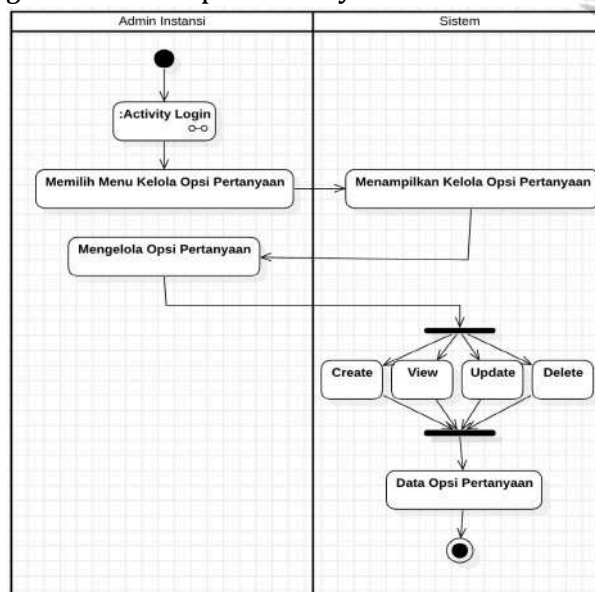 Admin Instansi
Sistem
:Activity Login
Memilih Menu Kelola Opsi Pertanyaan
Menampilkan Kelola Opsi Pertanyaan
Mengelola Opsi Pertanyaan
Create
View
Update
Delete
Data Opsi Pertanyaan